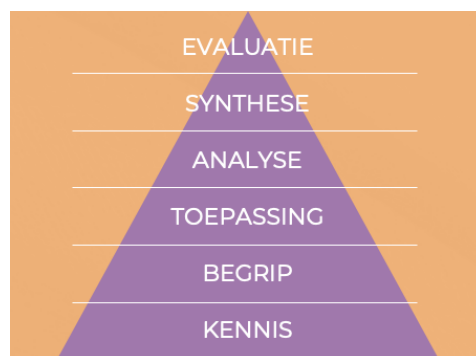 EVALUATIE
SYNTHESE
ANALYSE
TOEPASSING
BEGRIP
KENNIS